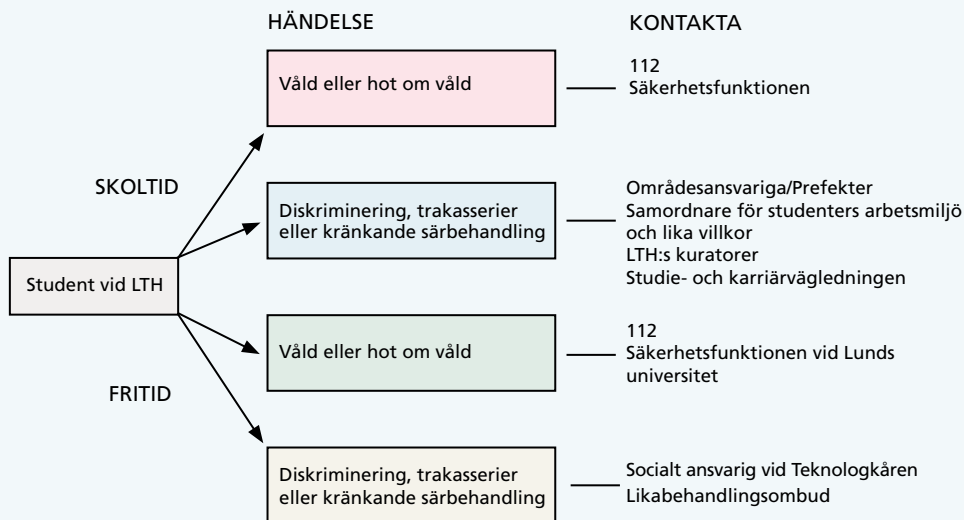 HÄNDELSE
KONTAKTA
Våld eller hot om våld
112
Säkerhetsfunktionen
SKOLTID
Diskriminering, trakasserier
eller kränkande särbehandling
Områdesansvariga/Prefekter
Samordnare för studenters arbetsmiljö
och lika villkor
LTH:s kuratorer
Studie- och karriärvägledningen
Student vid LTH
Våld eller hot om våld
112
Säkerhetsfunktionen vid Lunds
universitet
FRITID
Diskriminering, trakasserier
eller kränkande särbehandling
Socialt ansvarig vid Teknologkåren
Likabehandlingsombud